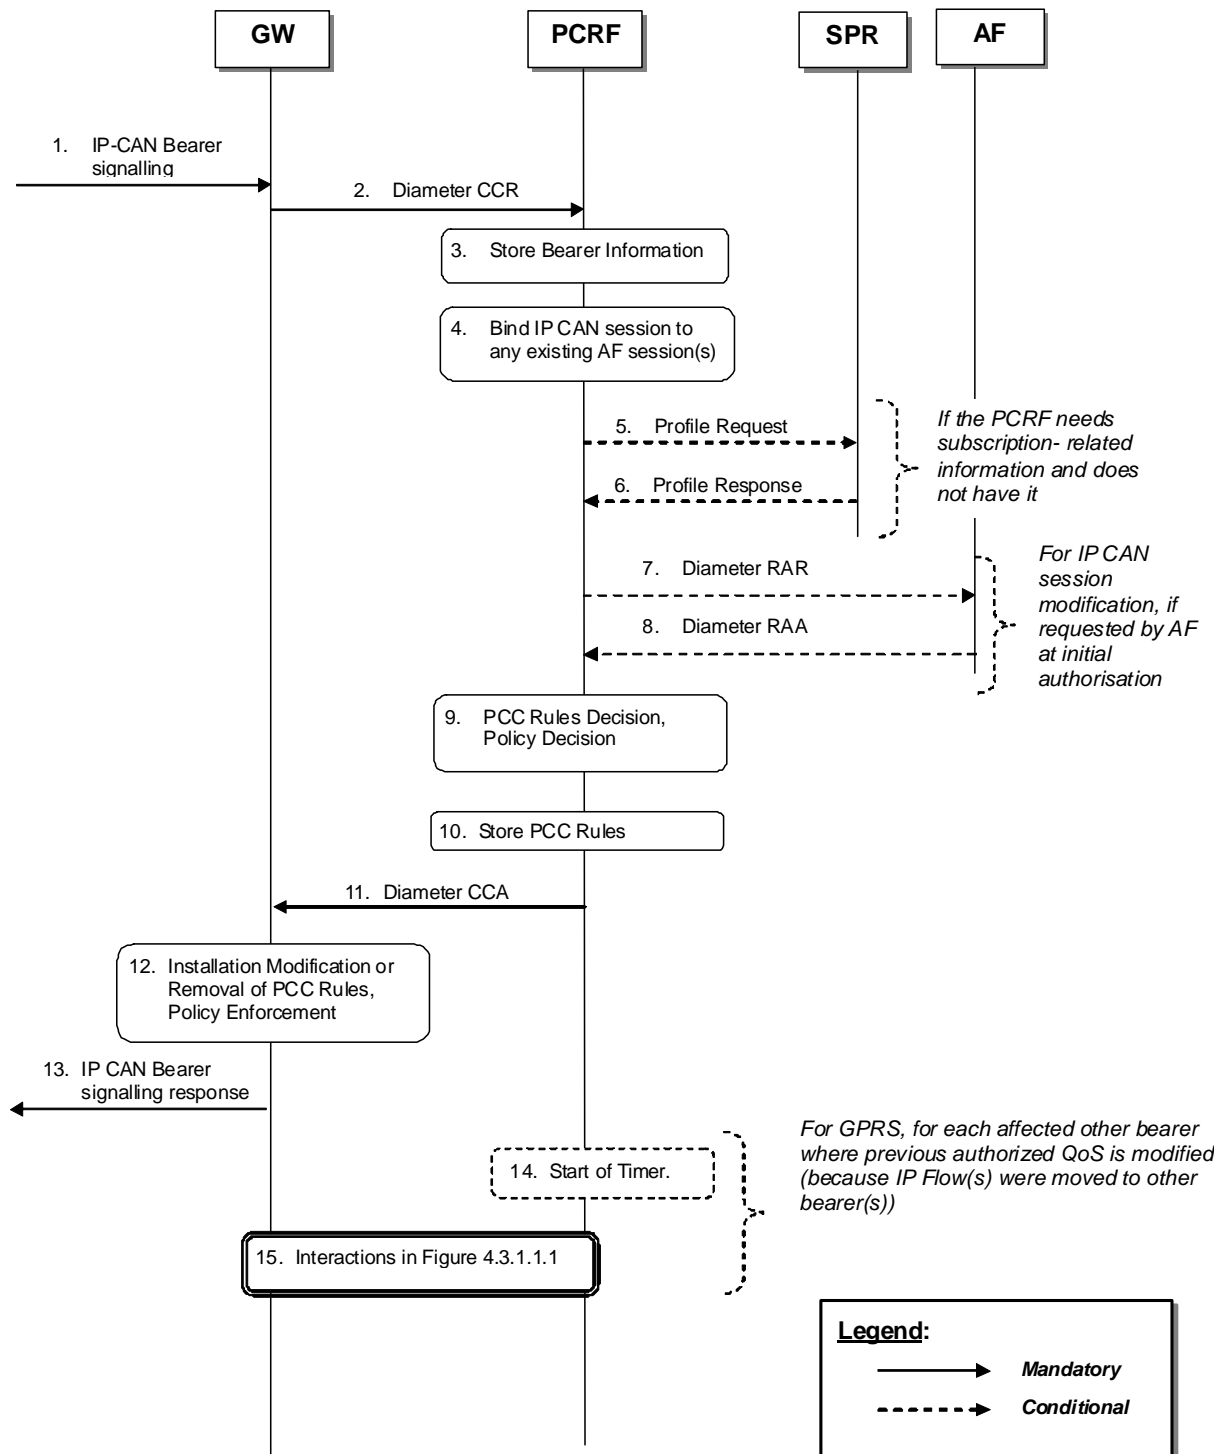 GW
PCRF
SPR
AF
1. IP-CAN Bearer
signalling
2. Diameter CCR
3. Store Bearer Information
4. Bind IP CAN session to
any existing AF session(s)
5. Profile Request
6. Profile Response
If the PCRF needs
subscription- related
information and does
not have it
7. Diameter RAR
8. Diameter RAA
For IP CAN
session
modification, if
requested by AF
at initial
authorisation
9. PCC Rules Decision,
Policy Decision
10. Store PCC Rules
11. Diameter CCA
12. Installation Modification or
Removal of PCC Rules,
Policy Enforcement
13. IP CAN Bearer
signalling response
14. Start of Timer.
For GPRS, for each affected other bearer
where previous authorized QoS is modified
(because IP Flow(s) were moved to other
bearer(s))
15. Interactions in Figure 4.3.1.1.1
Legend:
Mandatory
Conditional